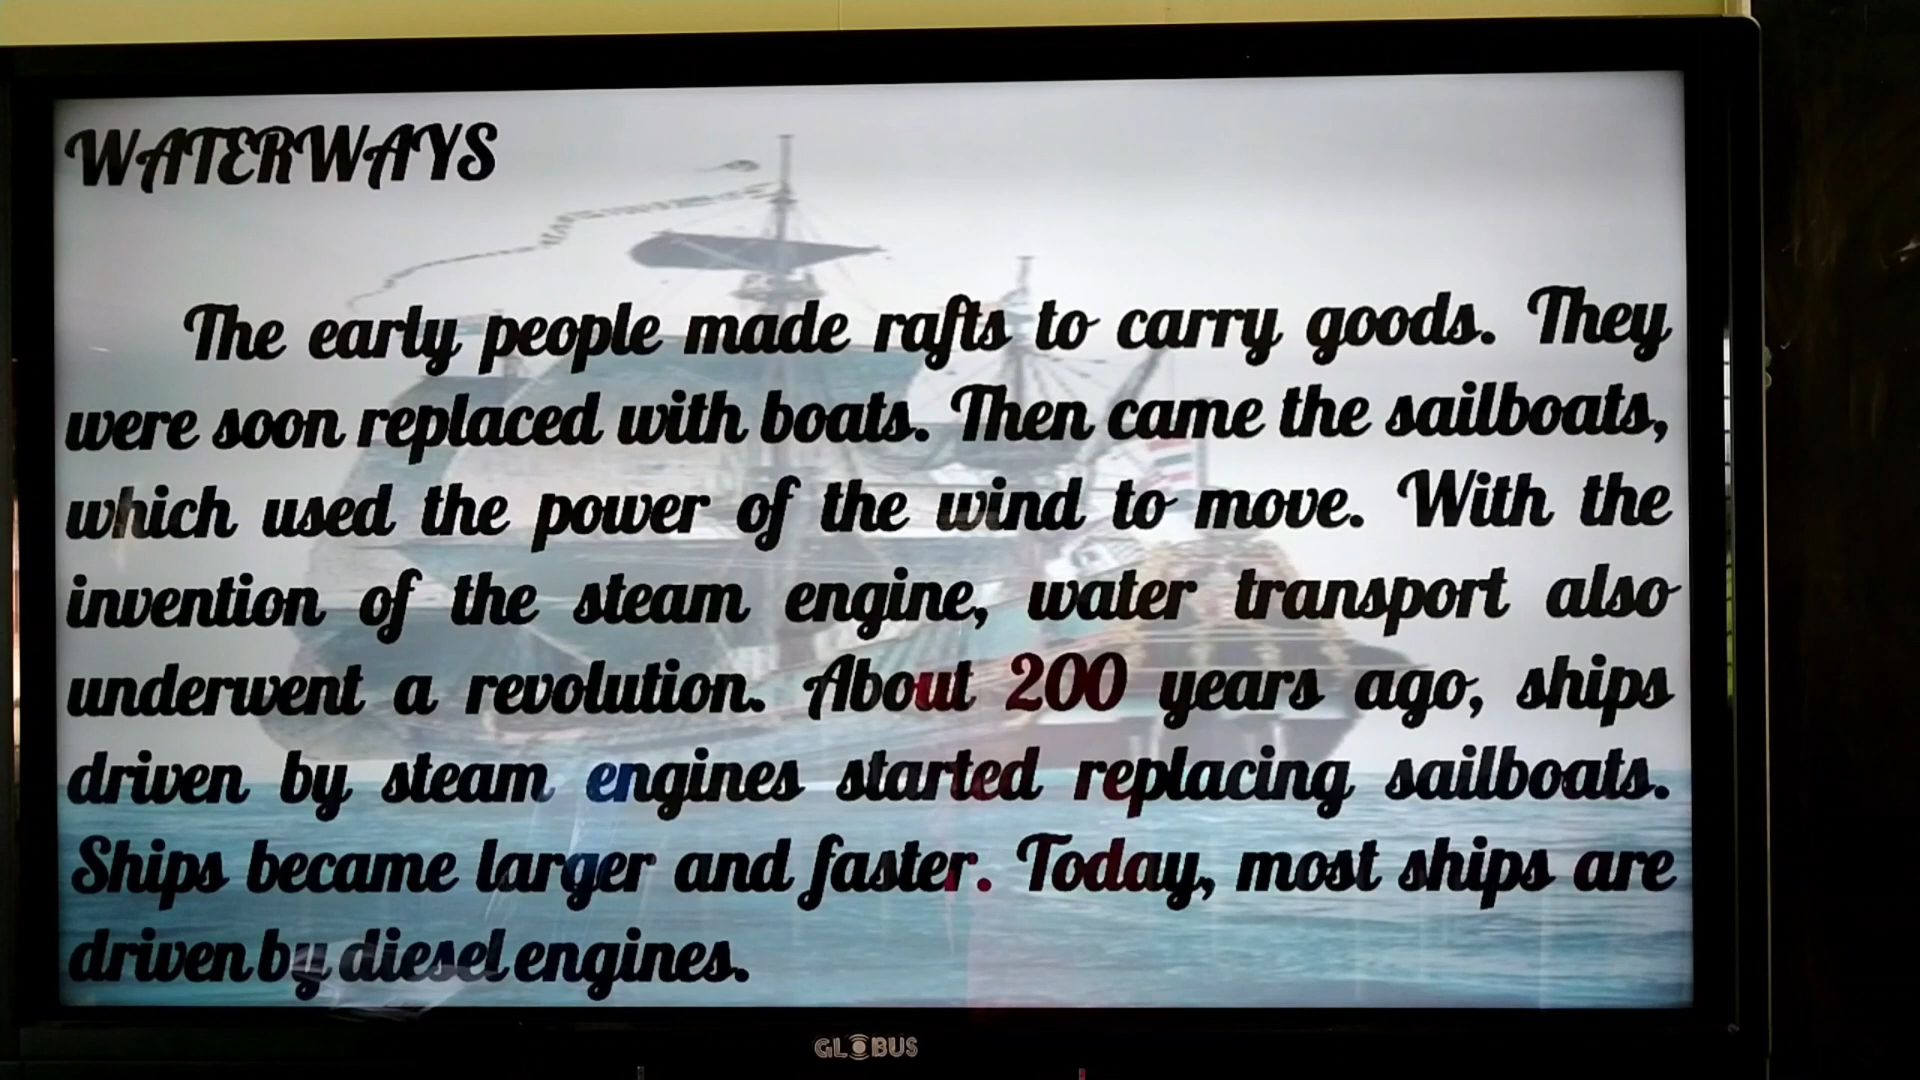 WATERWAYS
The early people made rafts to carry goods. They
were soon replaced with boats. Then came the sailboats,
which used the power of the wind to move. With the
invention of the steam engine, water transport also
underwent a revolution. About 200 years ago, ships
driven by steam engines started replacing sailboats.
Ships became larger and faster. Today, most ships are
driven by diesel engines.
GLOBUS